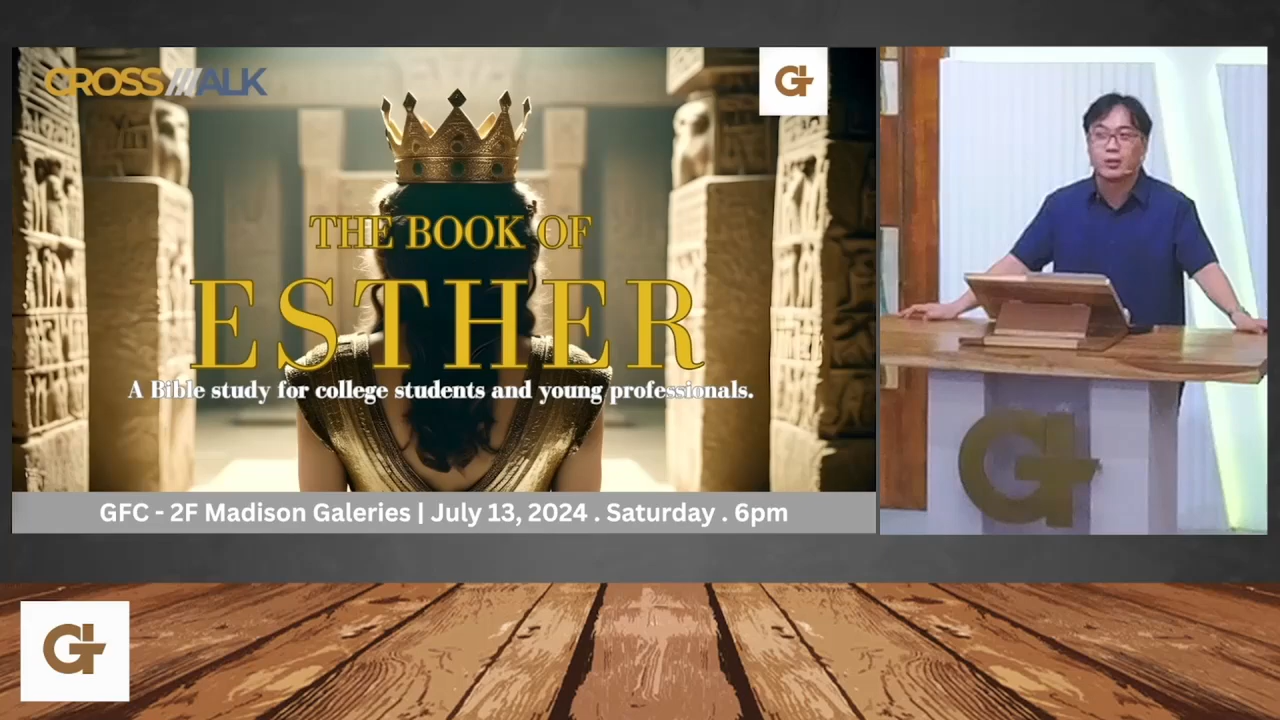 CROSSWALK
THE BOOK OF
ESTHER
A Bible study for college students and young professionals.
GFC - 2F Madison Galeries | July 13, 2024 . Saturday . 6pm